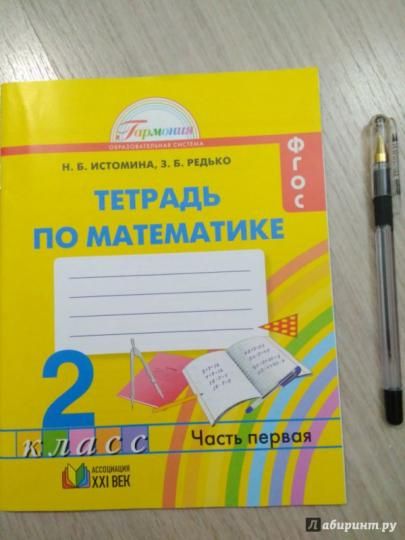 Гармония
ОБРАЗОВАТЕЛЬНАЯ СИСТЕМА
ФГОС
Н. Б. ИСТОМИНА, З. Б. РЕДЬКО
ТЕТРАДЬ
ПО МАТЕМАТИКЕ
2
класс
Часть первая
АССОЦИАЦИЯ
XXI ВЕК
Лабиринт.ру